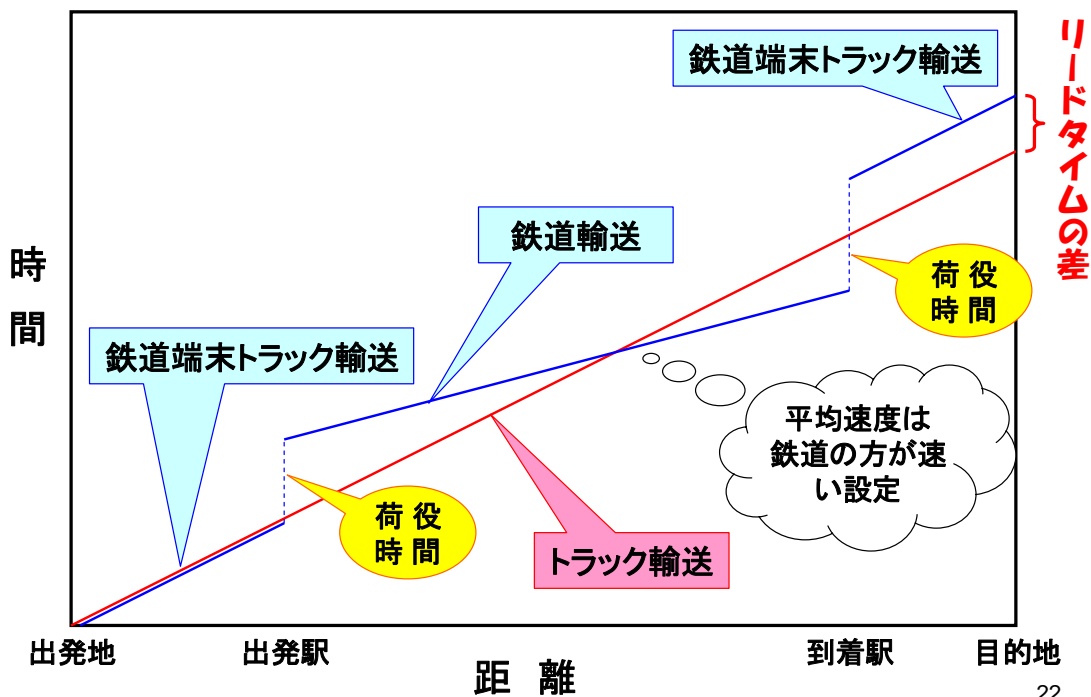 鉄道端末トラック輸送
リードタイムの差
鉄道輸送
時
間
荷役
時間
鉄道端末トラック輸送
平均速度は
鉄道の方が速
い設定
荷役
時間
トラック輸送
出発地
出発駅
到着駅
目的地
距離
22